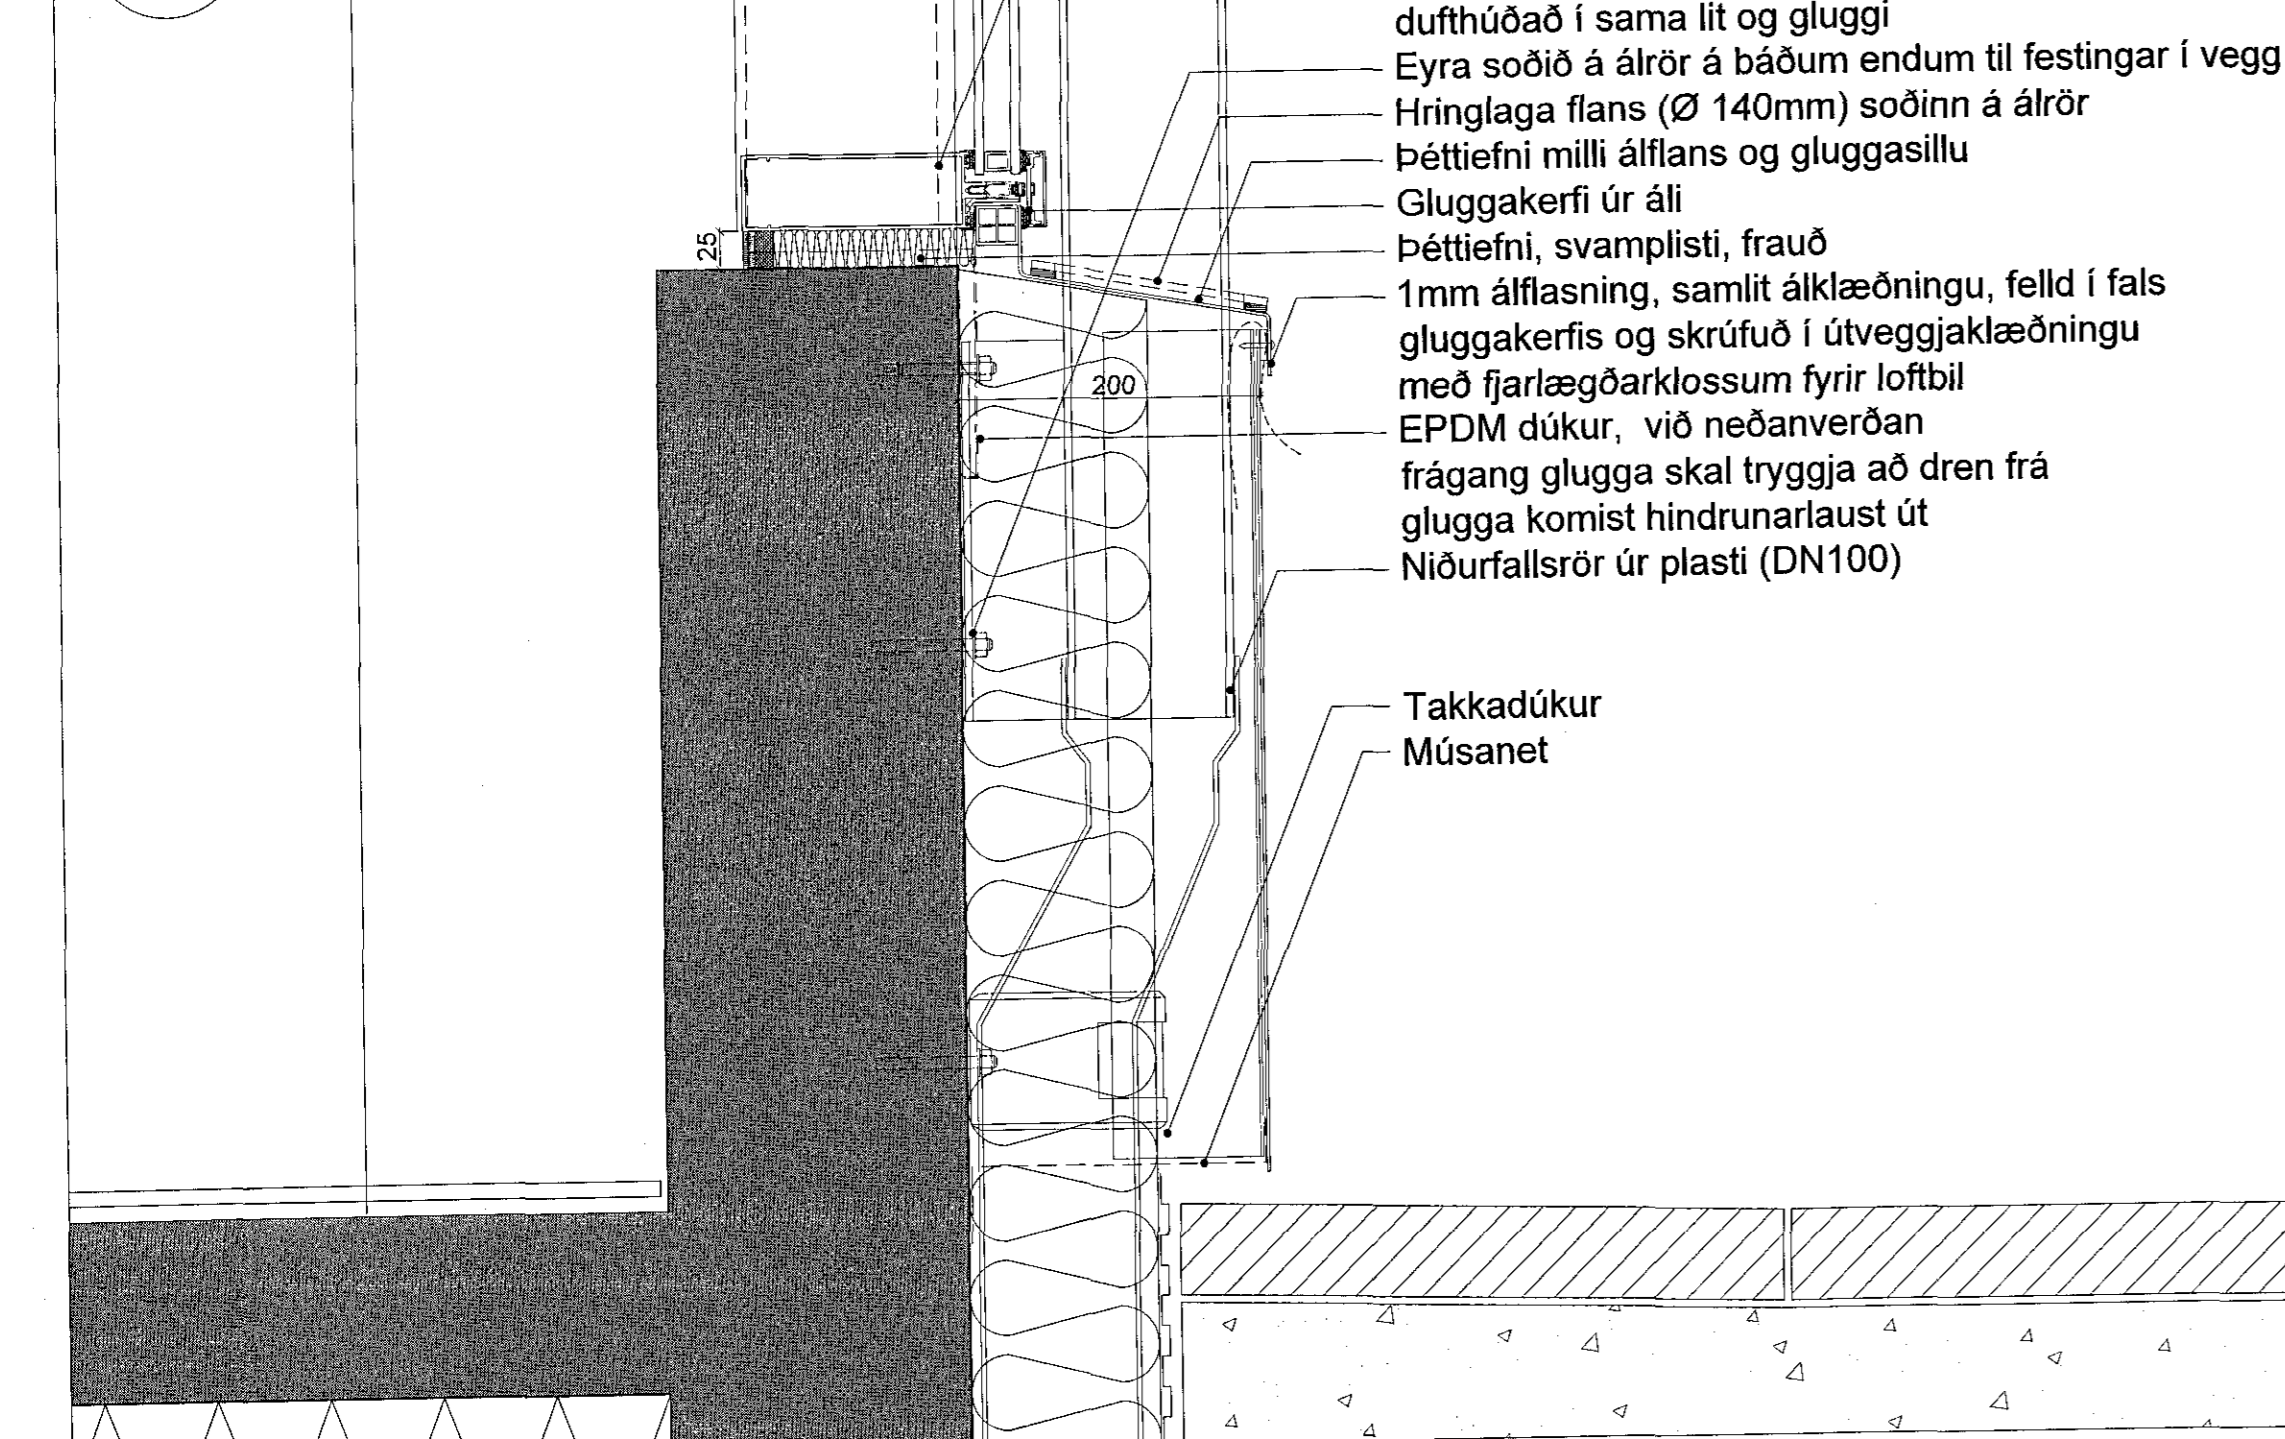 dufthúðað í sama lit og gluggi
Eyra soðið á álrör á báðum endum til festingar í vegg
Hringlaga flans (Ø 140mm) soðinn á álrör
Þéttiefni milli álflans og gluggasillu
Gluggakerfi úr áli
25
Þéttiefni, svamplisti, frauð
1mm álflasning, samlit álklæðningu, felld í fals
gluggakerfis og skrúfuð í útveggjaklæðningu
200
með fjarlægðarklossum fyrir loftbil
EPDM dúkur, við neðanverðan
frágang glugga skal tryggja að dren frá
glugga komist hindrunarlaust út
Niðurfallsrör úr plasti (DN100)
Takkadúkur
Músanet